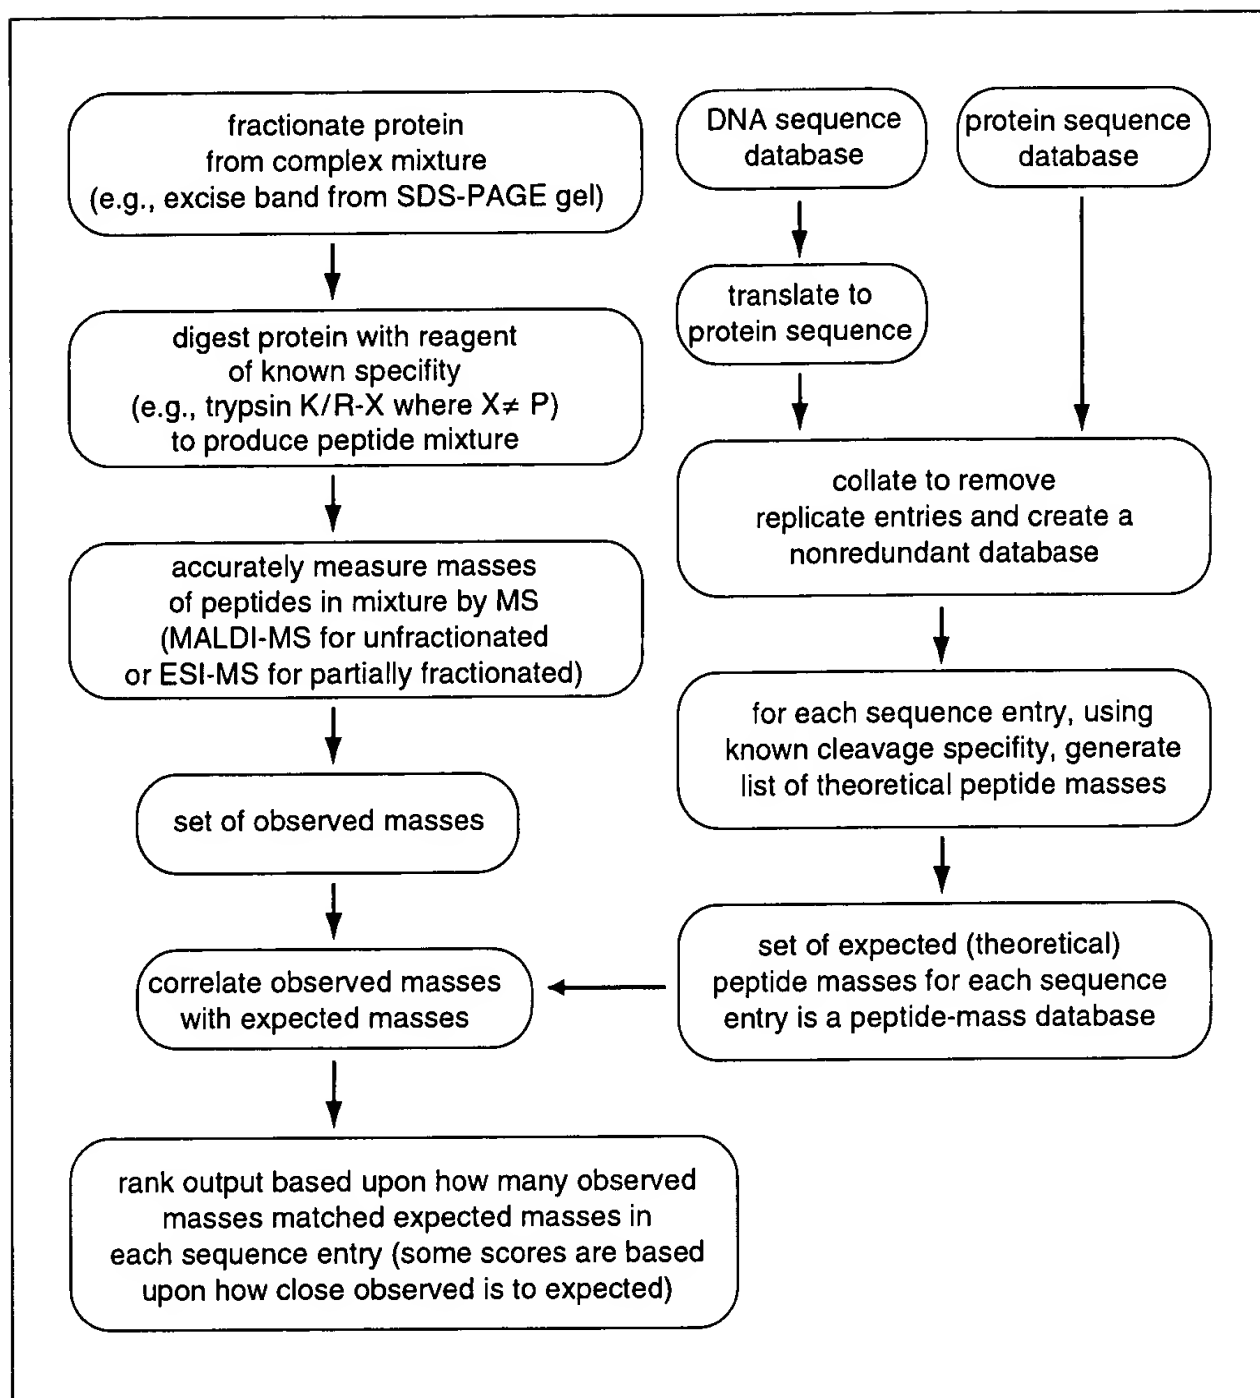 fractionate protein
from complex mixture
(e.g., excise band from SDS-PAGE gel)
digest protein with reagent
of known specifity
(e.g., trypsin K/R-X where X≠ P)
to produce peptide mixture
accurately measure masses
of peptides in mixture by MS
(MALDI-MS for unfractionated
or ESI-MS for partially fractionated)
set of observed masses
correlate observed masses
with expected masses
rank output based upon how many observed
masses matched expected masses in
each sequence entry (some scores are based
upon how close observed is to expected)
DNA sequence
database
translate to
protein sequence
protein sequence
database
collate to remove
replicate entries and create a
nonredundant database
for each sequence entry, using
known cleavage specifity, generate
list of theoretical peptide masses
set of expected (theoretical)
peptide masses for each sequence
entry is a peptide-mass database